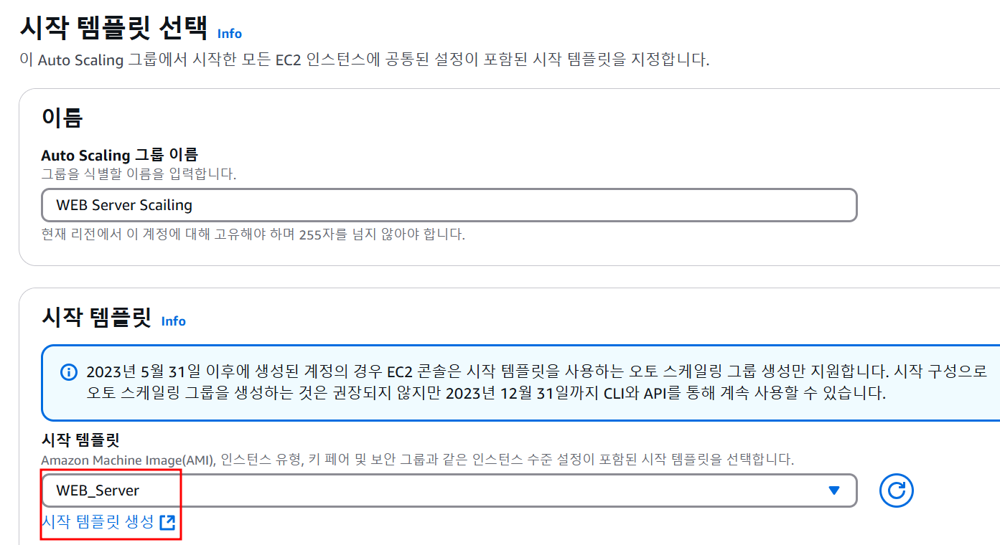 시작 템플릿 선택 Info
이 Auto Scaling 그룹에서 시작한 모든 EC2 인스턴스에 공통된 설정이 포함된 시작 템플릿을 지정합니다.
이름
Auto Scaling 그룹 이름
그룹을 식별할 이름을 입력합니다.
WEB Server Scailing
현재 리전에서 이 계정에 대해 고유해야 하며 255자를 넘지 않아야 합니다.
시작 템플릿 Info
2023년 5월 31일 이후에 생성된 계정의 경우 EC2 콘솔은 시작 템플릿을 사용하는 오토 스케일링 그룹 생성만 지원합니다. 시작 구성으로
오토 스케일링 그룹을 생성하는 것은 권장되지 않지만 2023년 12월 31일까지 CLI와 API를 통해 계속 사용할 수 있습니다.
시작 템플릿
Amazon Machine Image(AMI), 인스턴스 유형, 키 페어 및 보안 그룹과 같은 인스턴스 수준 설정이 포함된 시작 템플릿을 선택합니다.
WEB_Server
시작 템플릿 생성